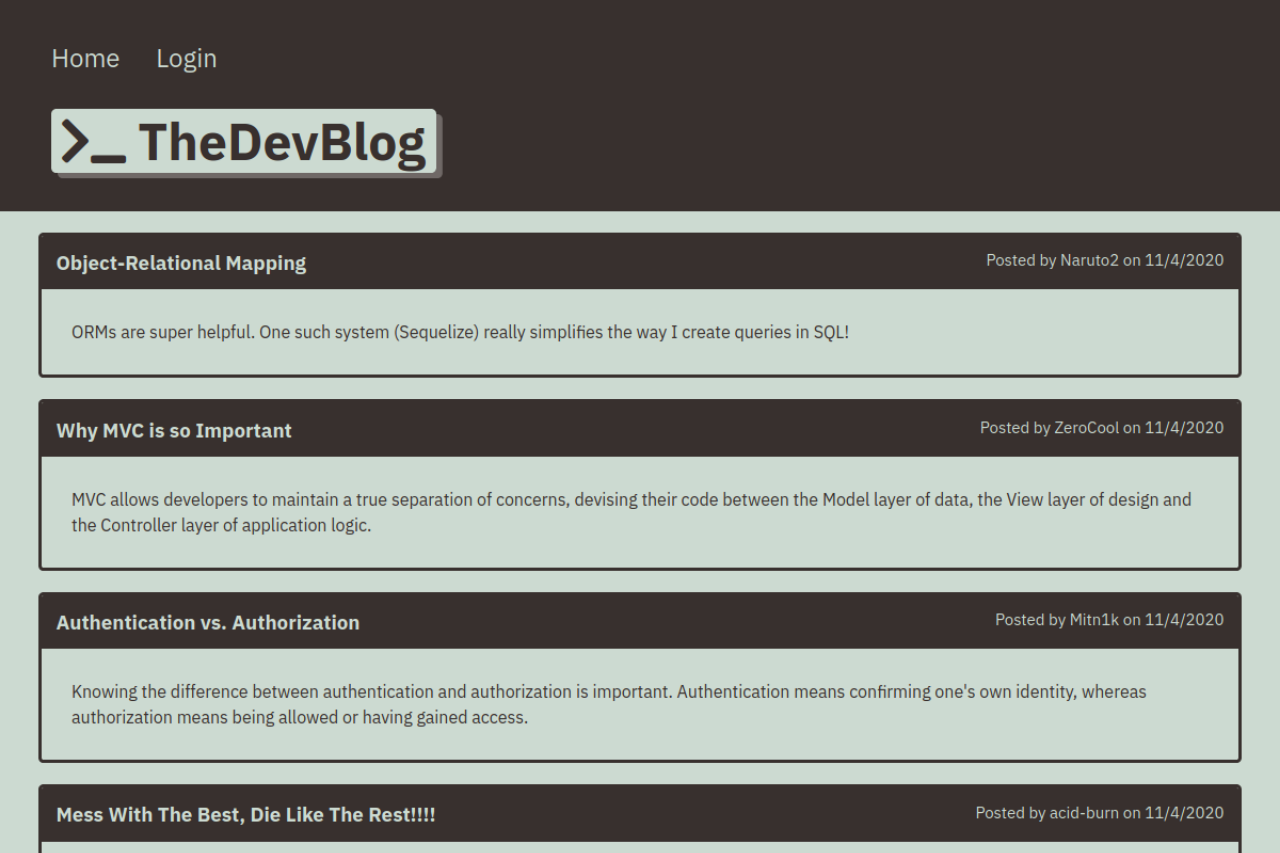 Home Login
>_ TheDevBlog
Object-Relational Mapping Posted by Naruto2 on 11/4/2020
ORMs are super helpful. One such system (Sequelize) really simplifies the way I create queries in SQL!
Why MVC is so Important Posted by ZeroCool on 11/4/2020
MVC allows developers to maintain a true separation of concerns, devising their code between the Model layer of data, the View layer of design and
the Controller layer of application logic.
Authentication vs. Authorization Posted by Mitn1k on 11/4/2020
Knowing the difference between authentication and authorization is important. Authentication means confirming one's own identity, whereas
authorization means being allowed or having gained access.
Mess With The Best, Die Like The Rest!!!! Posted by acid-burn on 11/4/2020